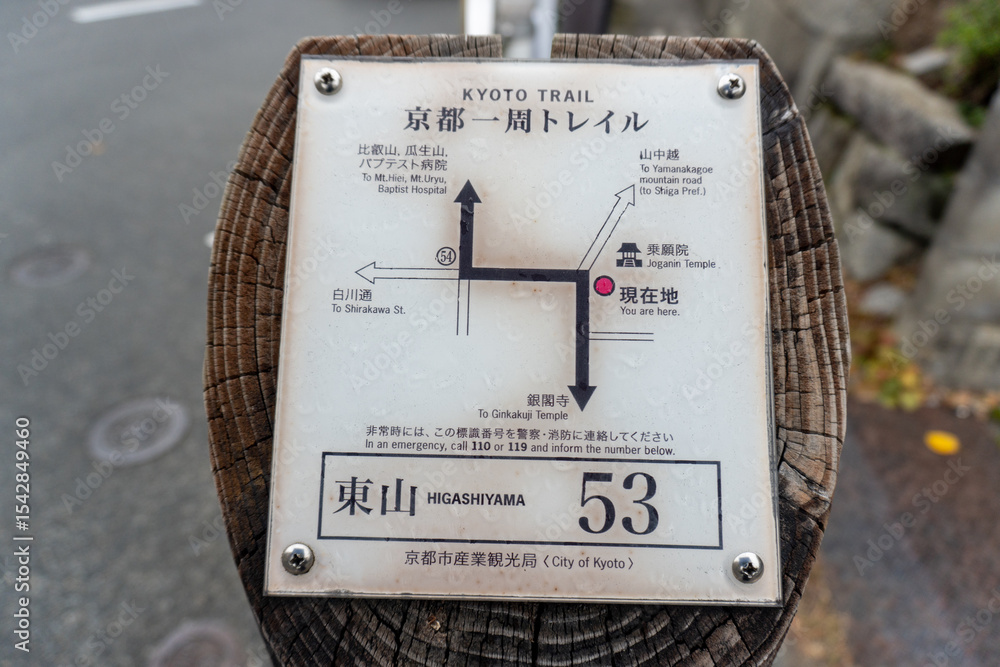 KYOTO TRAIL
京都一周トレイル
比叡山, 瓜生山,
バプテスト病院
To Mt.Hiei, Mt.Uryu,
Baptist Hospital
山中越
To Yamanakagoe
mountain road
(to Shiga Pref.)
54
乗願院
Joganin Temple
白川通
To Shirakawa St.
現在地
You are here.
銀閣寺
To Ginkakuji Temple
非常時には、この標識番号を警察・消防に連絡してください
In an emergency, call 110 or 119 and inform the number below.
東山 HIGASHIYAMA 53
京都市産業観光局〈City of Kyoto〉
Adobe Stock | #1542849460